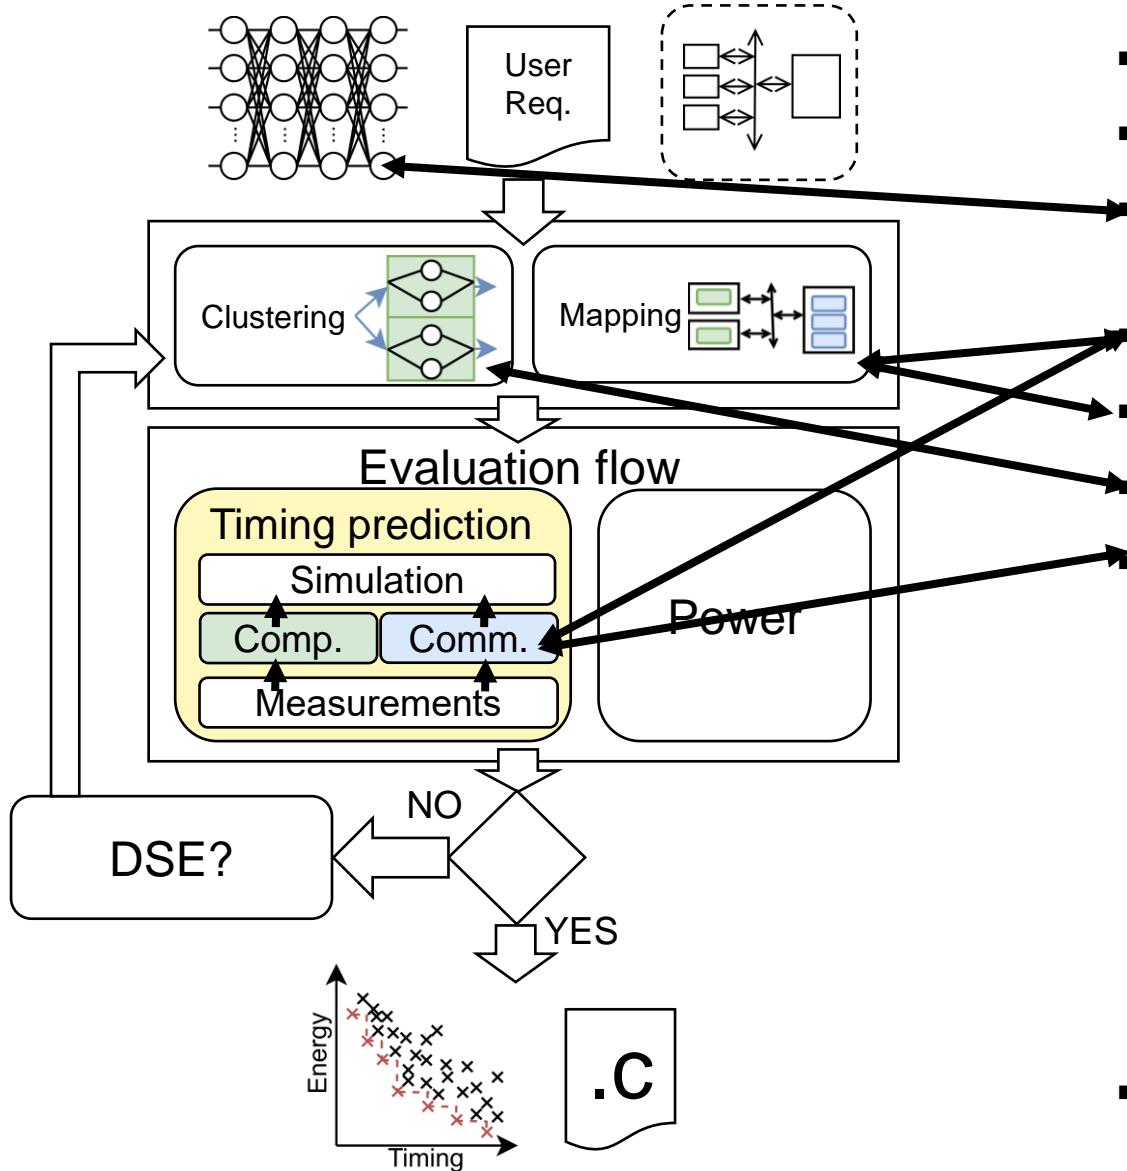 User
Req.
Clustering
Mapping
Evaluation flow
Timing prediction
Simulation
Comp.
Comm.
Measurements
Power
NO
DSE?
YES
Energy
Timing
.c